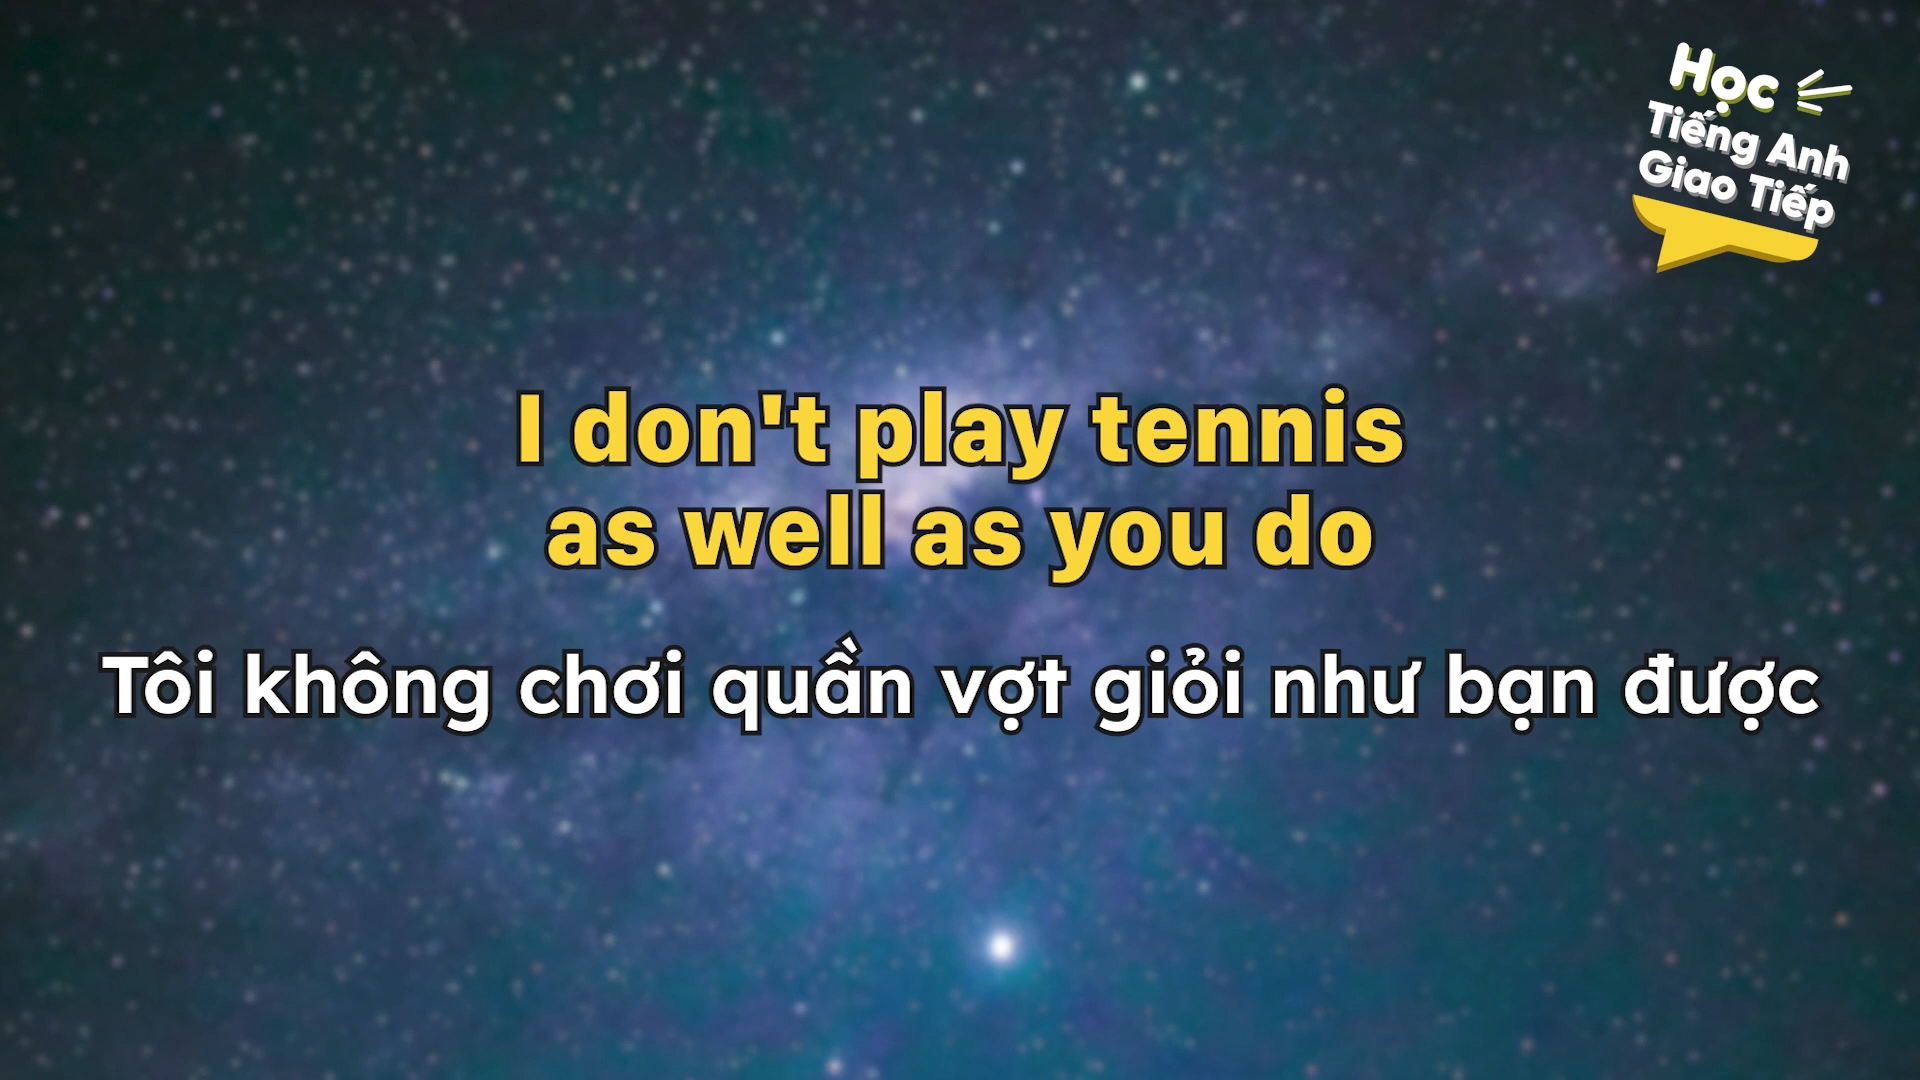 Học
Tiếng Anh
Giao Tiếp
I don't play tennis
as well as you do
Tôi không chơi quần vợt giỏi như bạn được